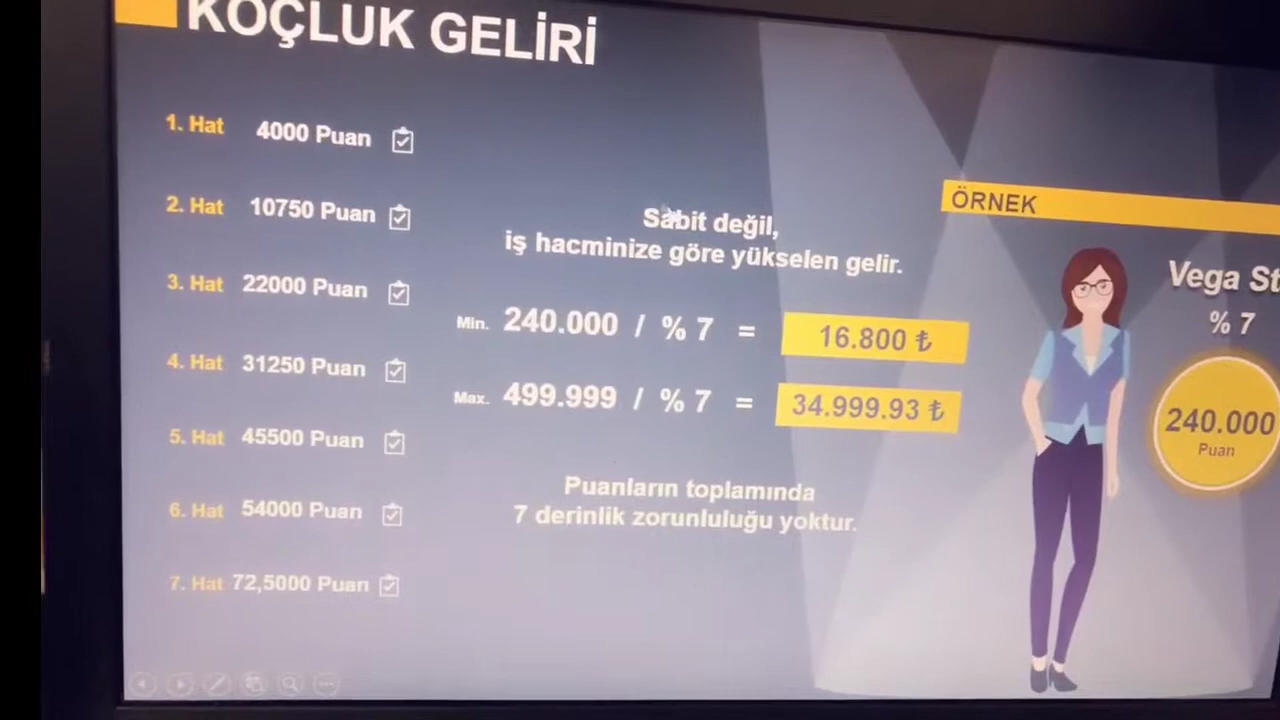 KOÇLUK GELİRİ
1. Hat 4000 Puan
2. Hat 10750 Puan
3. Hat 22000 Puan
4. Hat 31250 Puan
5. Hat 45500 Puan
6. Hat 54000 Puan
7. Hat 72,5000 Puan
Sabit değil,
iş hacminize göre yükselen gelir.
Min. 240.000 / % 7 = 16.800 ₺
Max. 499.999 / % 7 = 34.999.93 ₺
Puanların toplamında
7 derinlik zorunluluğu yoktur.
ÖRNEK
Vega St
% 7
240.000
Puan